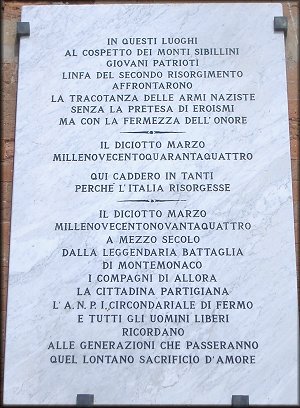 IN QUESTI LUOGHI
AL COSPETTO DEI MONTI SIBILLINI
GIOVANI PATRIOTI
LINFA DEL SECONDO RISORGIMENTO
AFFRONTARONO
LA TRACOTANZA DELLE ARMI NAZISTE
SENZA LA PRETESA DI EROISMI
MA CON LA FERMEZZA DELL'ONORE
IL DICIOTTO MARZO
MILLENOVECENTOQUARANTAQUATTRO
QUI CADDERO IN TANTI
PERCHE L'ITALIA RISORGESSE
IL DICIOTTO MARZO
MILLENOVECENTONOVANTAQUATTRO
A MEZZO SECOLO
DALLA LEGGENDARIA BATTAGLIA
DI MONTEMONACO
I COMPAGNI DI ALLORA
LA CITTADINA PARTIGIANA
L'A.N.P.I, CIRCONDARIALE DI FERMO
E TUTTI GLI UOMINI LIBERI
RICORDANO
ALLE GENERAZIONI CHE PASSERANNO
QUEL LONTANO SACRIFICIO D'AMORE